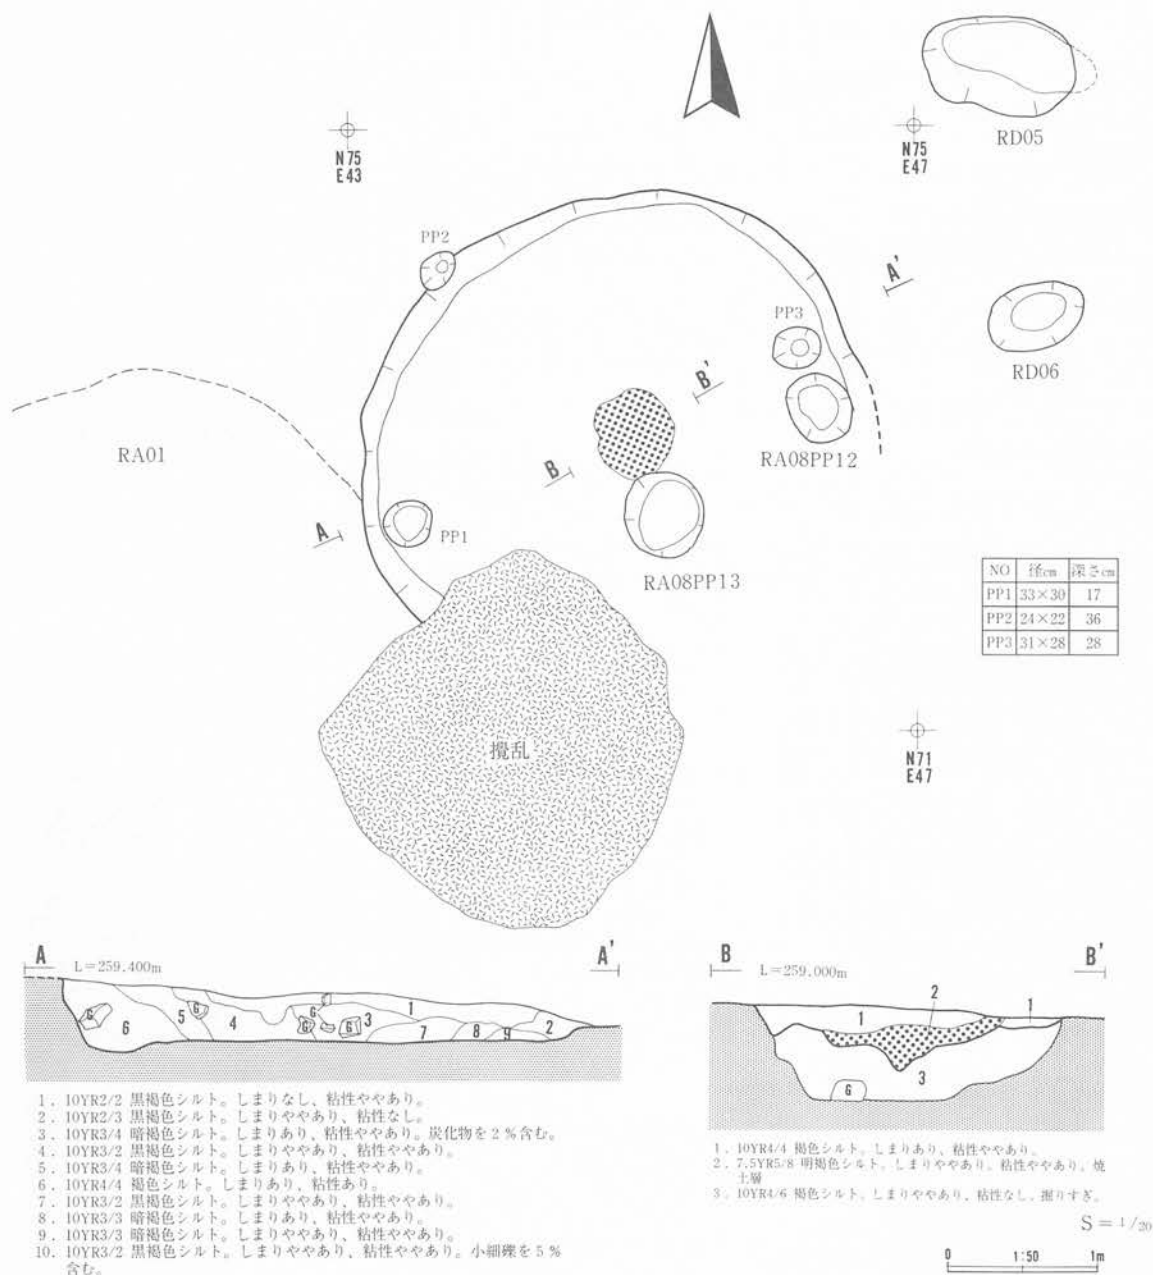 RD05
N75
E43
N75
E47
PP2
A'
PP3
RD06
B'
RA01
B
RA08PP12
A
PP1
RA08PP13
NO 径cm 深さcm
PP1 33×30 17
PP2 24×22 36
PP3 31×28 28
攪乱
N71
E47
A L=259.400m A'
G 6 5 G 4 G G 3 G 1 7 8 9 2
1. 10YR2/2 黒褐色シルト。しまりなし、粘性ややあり。
2. 10YR2/3 黒褐色シルト。しまりややあり、粘性なし。
3. 10YR3/4 暗褐色シルト。しまりあり、粘性ややあり。炭化物を2%含む。
4. 10YR3/2 黒褐色シルト。しまりややあり、粘性ややあり。
5. 10YR3/4 暗褐色シルト。しまりあり、粘性ややあり。
6. 10YR4/4 褐色シルト。しまりあり、粘性あり。
7. 10YR3/2 黒褐色シルト。しまりややあり、粘性ややあり。
8. 10YR3/3 暗褐色シルト。しまりあり、粘性ややあり。
9. 10YR3/3 暗褐色シルト。しまりややあり、粘性ややあり。
10. 10YR3/2 黒褐色シルト。しまりややあり、粘性ややあり。小細礫を5%
含む。
B L=259.000m B'
2 1
1
3
G
1. 10YR4/4 褐色シルト。しまりあり、粘性ややあり。
2. 7.5YR5/8 明褐色シルト。しまりややあり。粘性ややあり。焼
土層
3. 10YR4/6 褐色シルト。しまりややあり、粘性なし。掘りすぎ。
S=1/20
0 1:50 1m